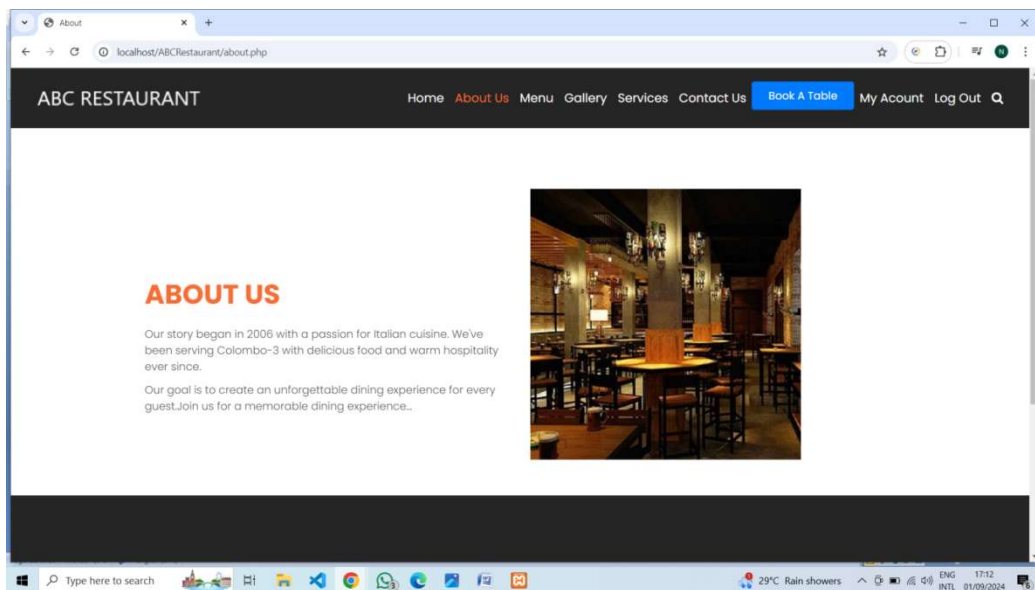 About
localhost/ABCRestaurant/about.php
N
ABC RESTAURANT
Home About Us Menu Gallery Services Contact Us Book A Table My Acount Log Out
ABOUT US
Our story began in 2006 with a passion for Italian cuisine. We've
been serving Colombo-3 with delicious food and warm hospitality
ever since.
Our goal is to create an unforgettable dining experience for every
guest.Join us for a memorable dining experience...
Type here to search
29°C Rain showers
ENG
INTL
17:12
01/09/2024